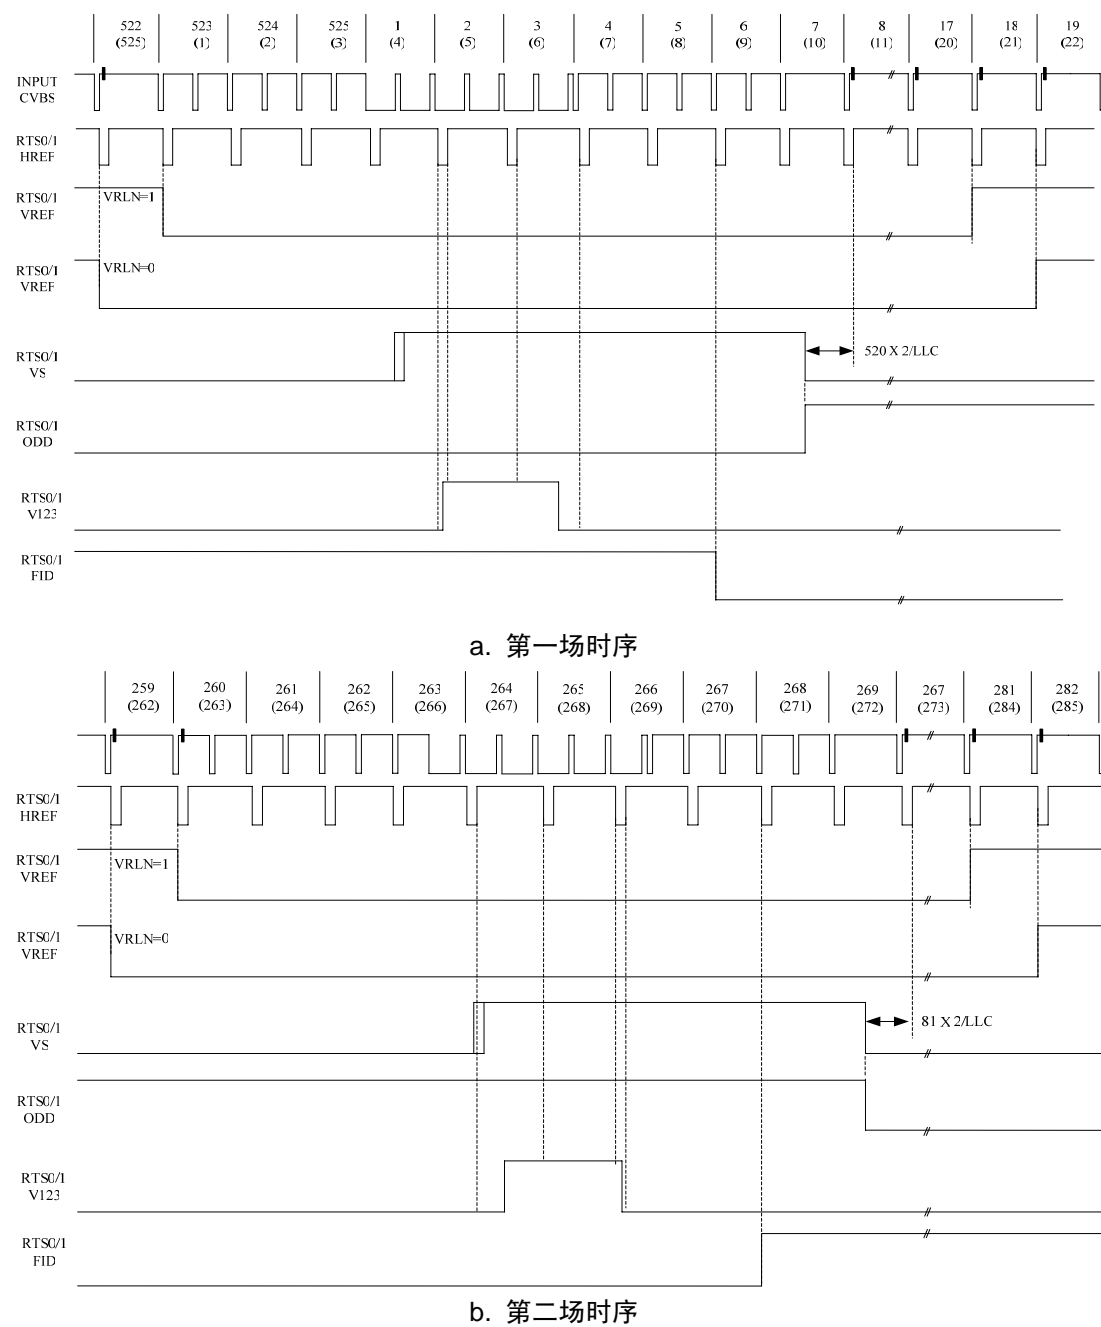 522 523 524 525 1 2 3 4 5 6 7 8 17 18 19
(525) (1) (2) (3) (4) (5) (6) (7) (8) (9) (10) (11) (20) (21) (22)
INPUT
CVBS
RTS0/1
HREF
RTS0/1
VREF
VRLN=1
RTS0/1
VREF
VRLN=0
RTS0/1
VS
520 X 2/LLC
RTS0/1
ODD
RTS0/1
V123
RTS0/1
FID
a. 第一场时序
259 260 261 262 263 264 265 266 267 268 269 267 281 282
(262) (263) (264) (265) (266) (267) (268) (269) (270) (271) (272) (273) (284) (285)
RTS0/1
HREF
RTS0/1
VREF
VRLN=1
RTS0/1
VREF
VRLN=0
RTS0/1
VS
81 X 2/LLC
RTS0/1
ODD
RTS0/1
V123
RTS0/1
FID
b. 第二场时序